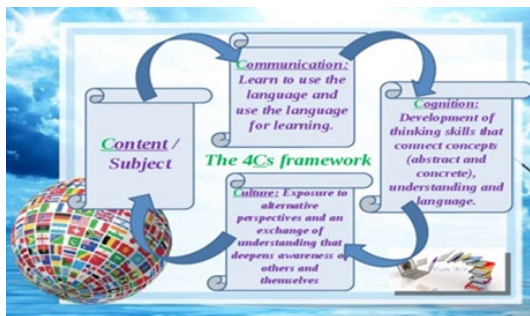 Content /
Subject
Communication:
Learn to use the
language and
use the language
for learning.
Cognition:
Development of
thinking skills that
connect concepts
(abstract and
concrete),
understanding and
language.
The 4Cs framework
Culture: Exposure to
alternative
perspectives and an
exchange of
understanding that
deepens awareness o
others and
themselves